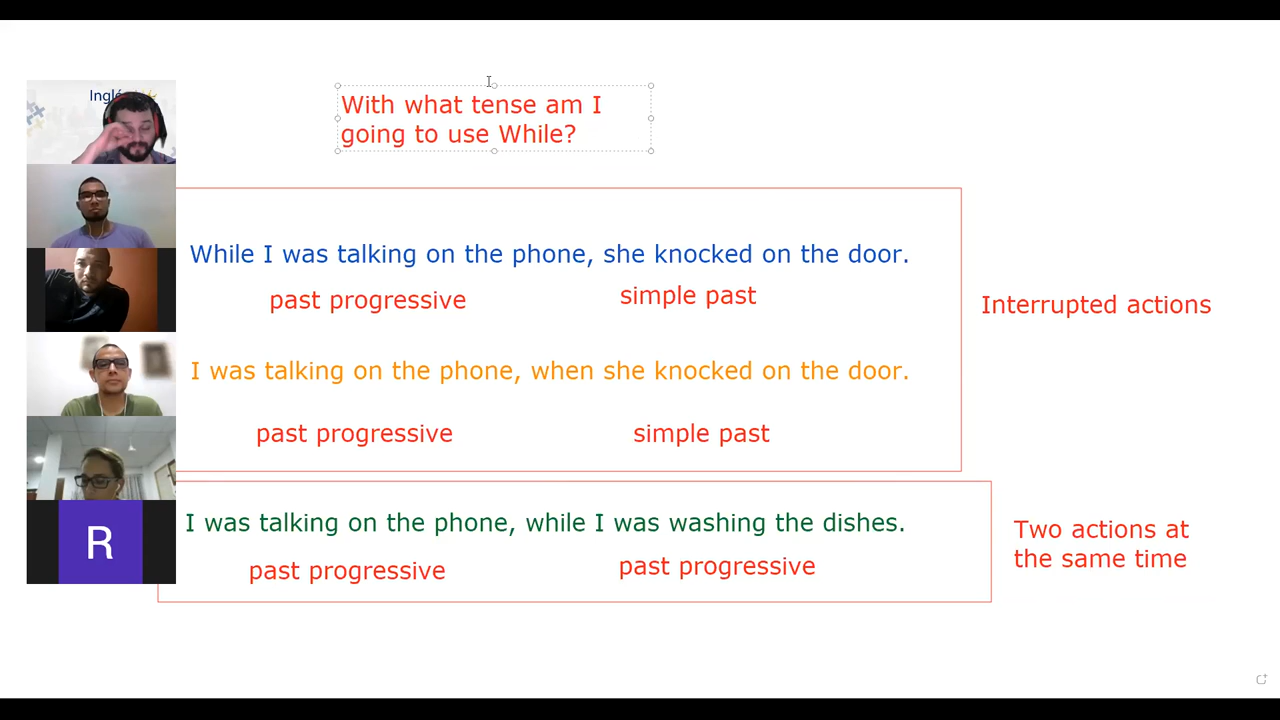 With what tense am I
going to use While?
While I was talking on the phone, she knocked on the door.
past progressive
simple past
Interrupted actions
I was talking on the phone, when she knocked on the door.
past progressive
simple past
I was talking on the phone, while I was washing the dishes.
past progressive
past progressive
Two actions at
the same time
R